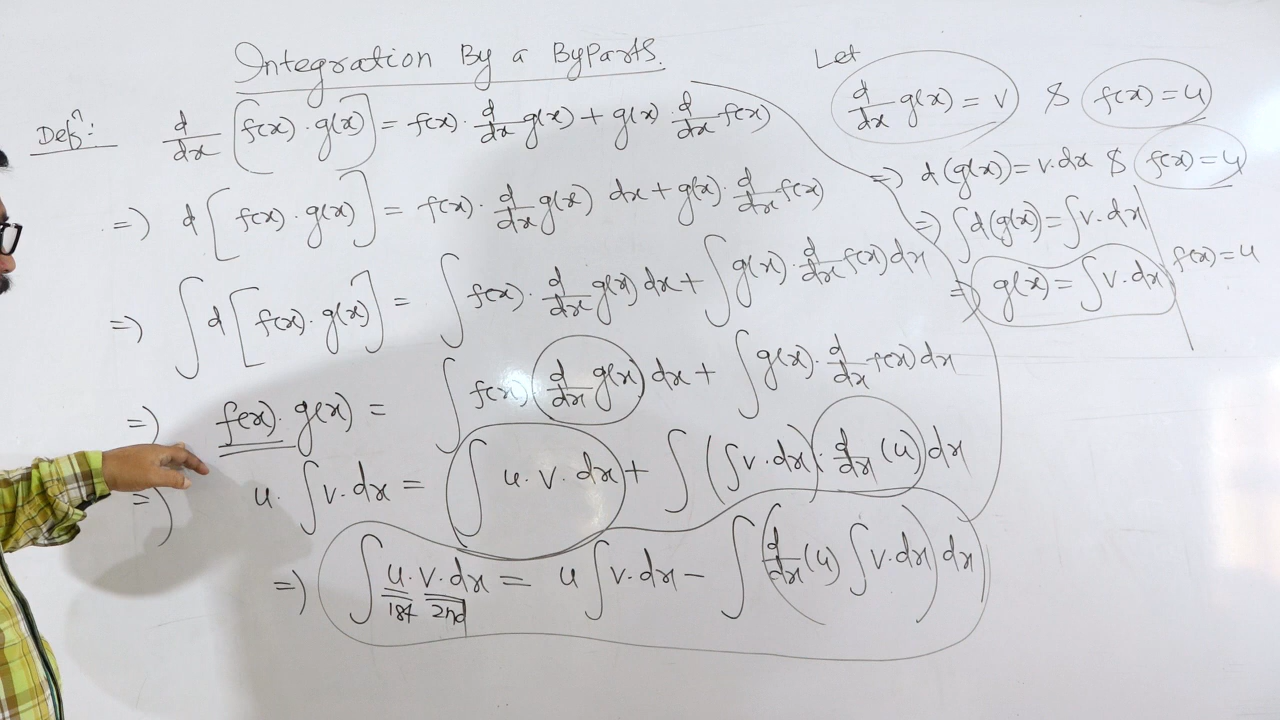 Integration By a ByParts.
Defⁿ: d/dx [f(x) · g(x)] = f(x) · d/dx g(x) + g(x) · d/dx f(x)
=> d [f(x) · g(x)] = f(x) · d/dx g(x) dx + g(x) · d/dx f(x)
=> ∫ d [f(x) · g(x)] = ∫ f(x) · d/dx g(x) dx + ∫ g(x) · d/dx f(x) dx
=> f(x) · g(x) = ∫ f(x) · d/dx g(x) dx + ∫ g(x) · d/dx f(x) dx
=> u · ∫ v · dx = ∫ u · v · dx + ∫ (∫ v · dx) · d/dx (u) dx
=> ∫ u · v · dx = u ∫ v · dx - ∫ (d/dx (u) ∫ v · dx) dx
1st 2nd
Let
d/dx g(x) = v & f(x) = u
=> d(g(x)) = v · dx & f(x) = u
=> ∫ d(g(x)) = ∫ v · dx
=> g(x) = ∫ v · dx f(x) = u